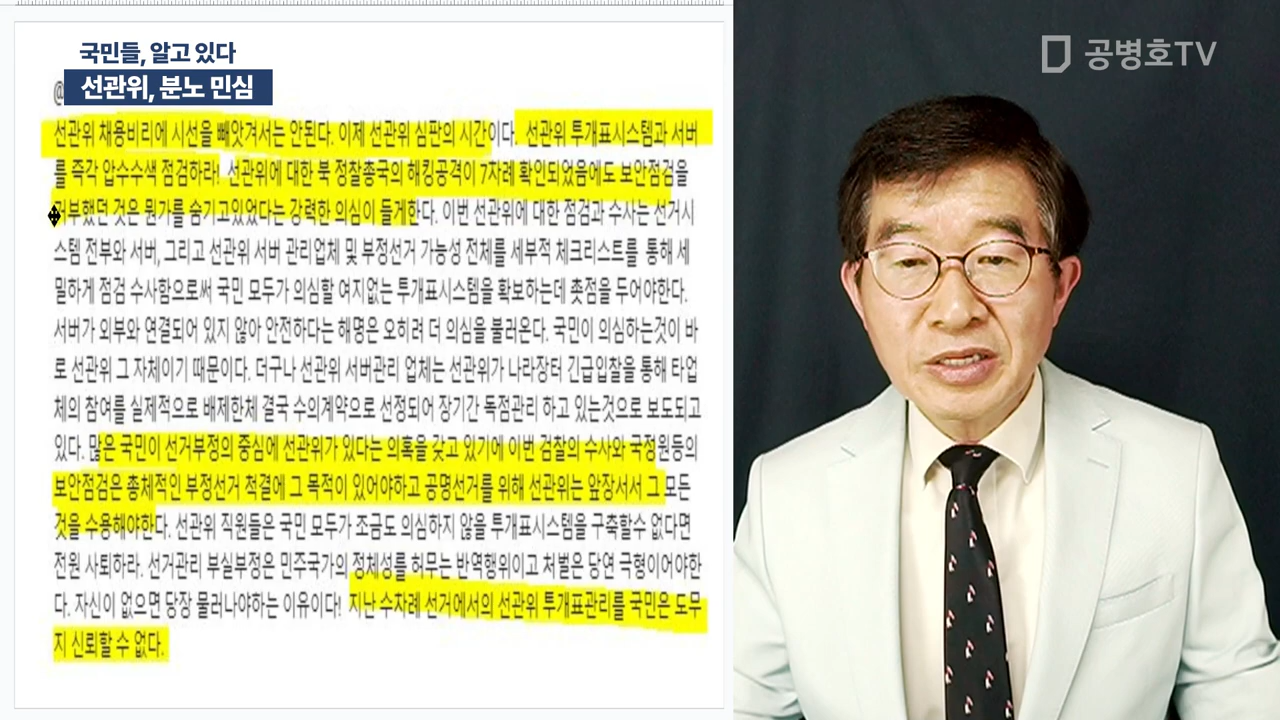 국민들, 알고 있다
선관위, 분노 민심
공병호TV
@
선관위 채용비리에 시선을 빼앗겨서는 안된다. 이제 선관위 심판의 시간이다. 선관위 투개표시스템과 서버
를 즉각 압수수색 점검하라! 선관위에 대한 북 정찰총국의 해킹공격이 7차례 확인되었음에도 보안점검을
거부했던 것은 뭔가를 숨기고있었다는 강력한 의심이 들게한다. 이번 선관위에 대한 점검과 수사는 선거시
스템 전부와 서버, 그리고 선관위 서버 관리업체 및 부정선거 가능성 전체를 세부적 체크리스트를 통해 세
밀하게 점검 수사함으로써 국민 모두가 의심할 여지없는 투개표시스템을 확보하는데 촛점을 두어야한다.
서버가 외부와 연결되어 있지 않아 안전하다는 해명은 오히려 더 의심을 불러온다. 국민이 의심하는것이 바
로 선관위 그 자체이기 때문이다. 더구나 선관위 서버관리 업체는 선관위가 나라장터 긴급입찰을 통해 타업
체의 참여를 실제적으로 배제한체 결국 수의계약으로 선정되어 장기간 독점관리 하고 있는것으로 보도되고
있다. 많은 국민이 선거부정의 중심에 선관위가 있다는 의혹을 갖고 있기에 이번 검찰의 수사와 국정원등의
보안점검은 총체적인 부정선거 척결에 그 목적이 있어야하고 공명선거를 위해 선관위는 앞장서서 그 모든
것을 수용해야한다. 선관위 직원들은 국민 모두가 조금도 의심하지 않을 투개표시스템을 구축할수 없다면
전원 사퇴하라. 선거관리 부실부정은 민주국가의 정체성를 허무는 반역행위이고 처벌은 당연 극형이어야한
다. 자신이 없으면 당장 물러나야하는 이유이다! 지난 수차례 선거에서의 선관위 투개표관리를 국민은 도무
지 신뢰할 수 없다.